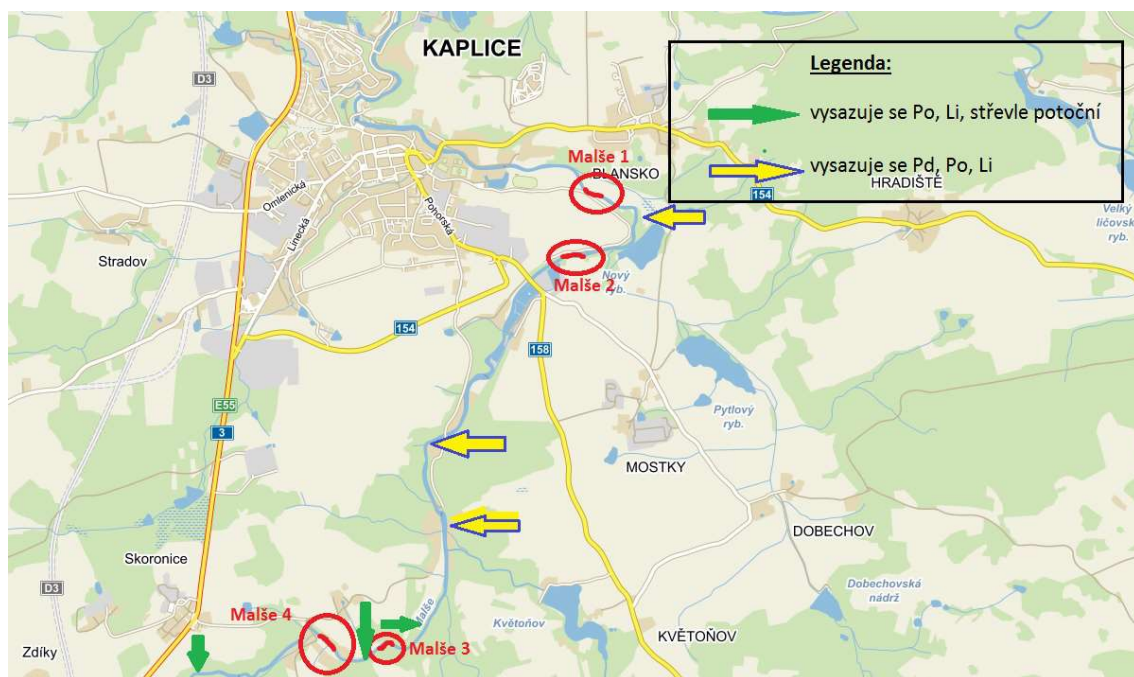 KAPLICE
Legenda:
vysazuje se Po, Li, střevle potoční
vysazuje se Pd, Po, Li
D3
Malše 1
BLANSKO
HRADIŠTĚ
154
Omlenická
Linecká
Pohorská
Velký
ličovsk
ryb.
Stradov
Nový
ryb.
Malše 2
154
158
E55
3
Pytlový
ryb.
MOSTKY
DOBECHOV
Skoronice
D3
Dobechovská
nádrž
Malše 4
Malše
Květoňov
KVĚTOŇOV
Malše 3
Zdíky